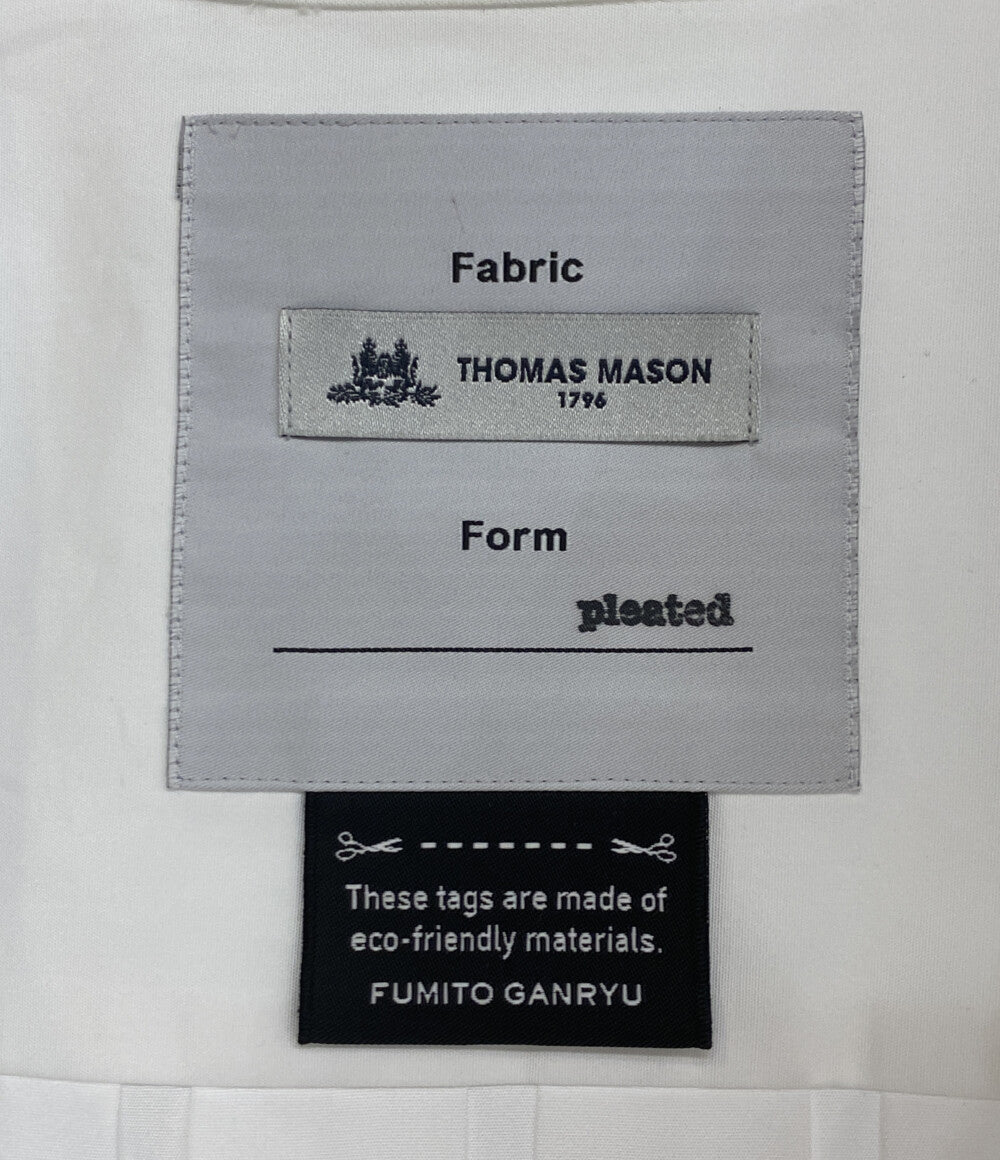 Fabric
THOMAS MASON
1796
Form
pleated
These tags are made of
eco-friendly materials.
FUMITO GANRYU